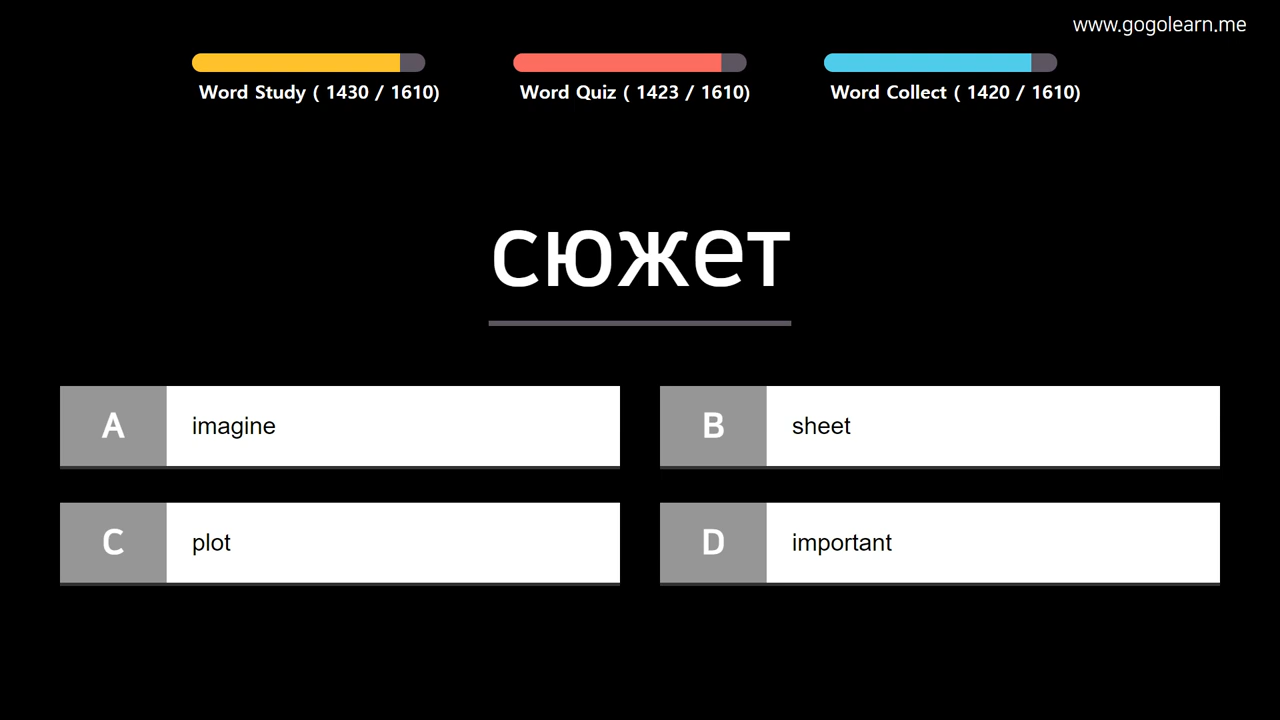 www.gogolearn.me
Word Study ( 1430 / 1610)
Word Quiz ( 1423 / 1610)
Word Collect ( 1420 / 1610)
сюжет
A imagine
B sheet
C plot
D important